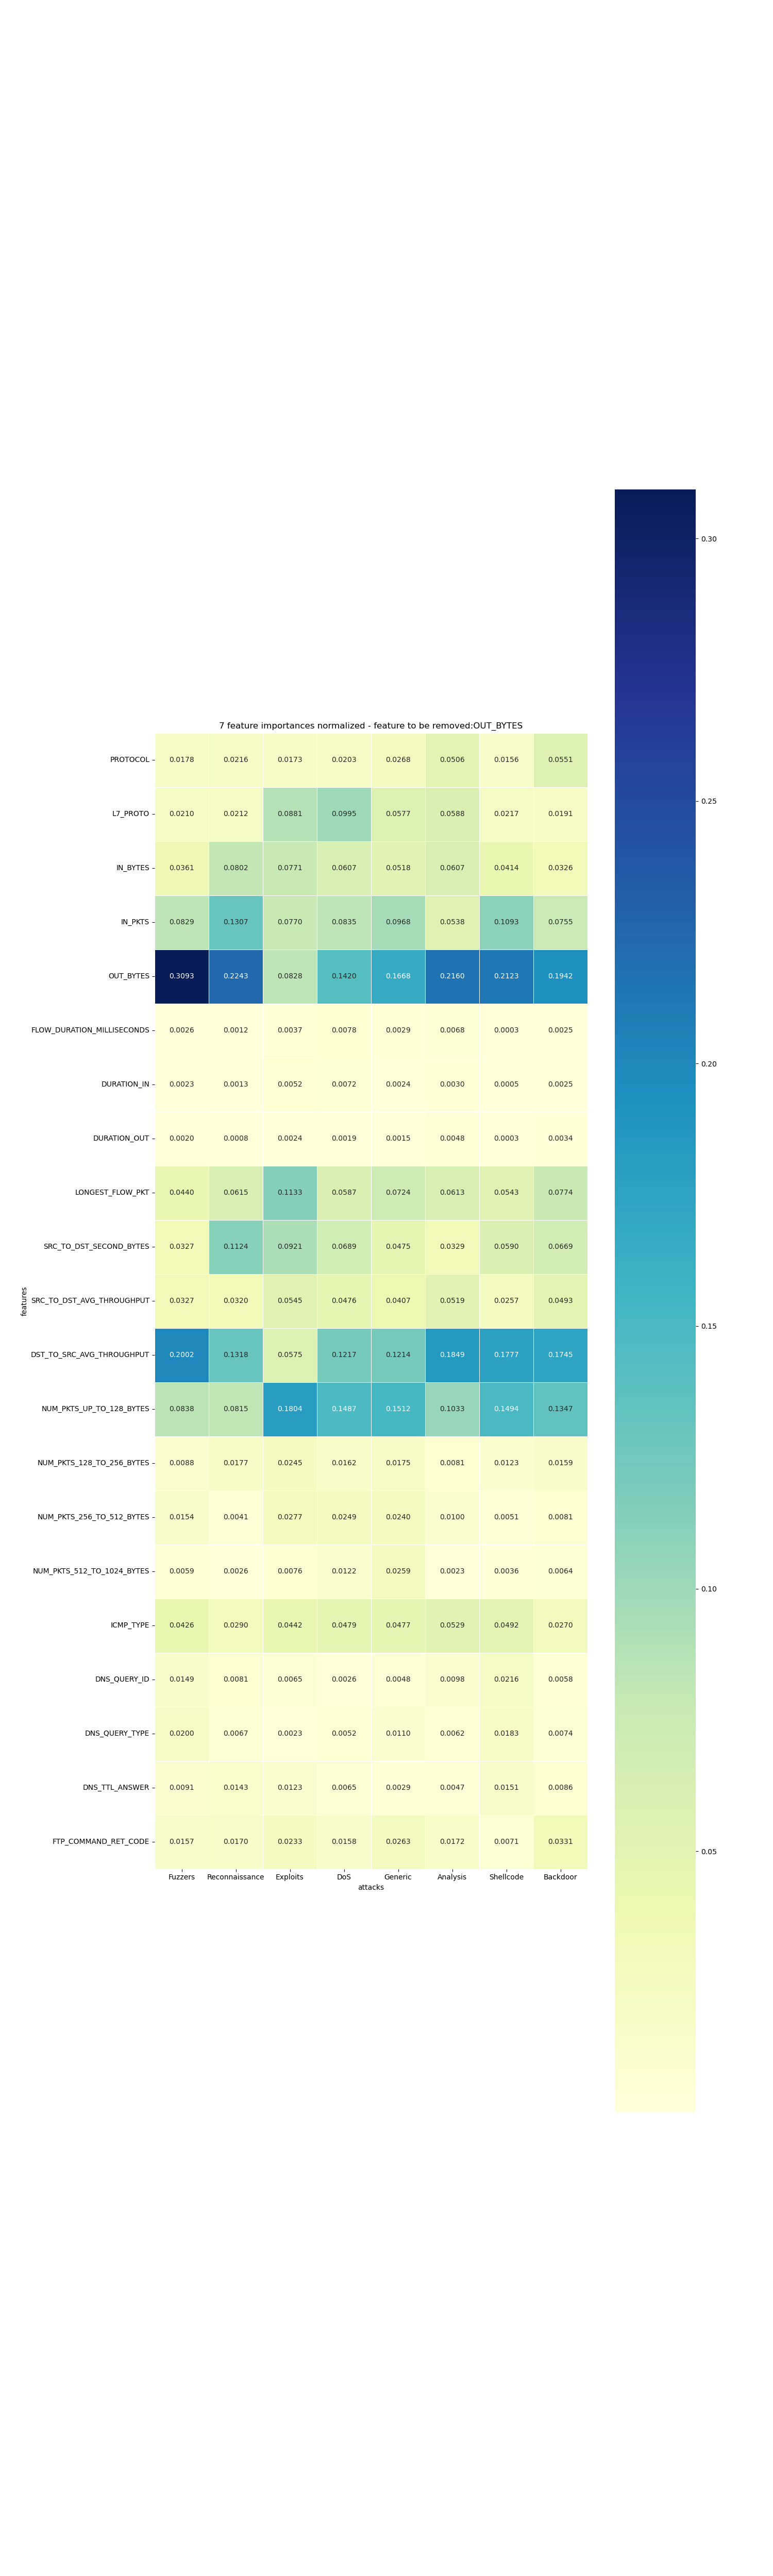 7 feature importances normalized - feature to be removed:OUT_BYTES
PROTOCOL 0.0178 0.0216 0.0173 0.0203 0.0268 0.0506 0.0156 0.0551
L7_PROTO 0.0210 0.0212 0.0881 0.0995 0.0577 0.0588 0.0217 0.0191
IN_BYTES 0.0361 0.0802 0.0771 0.0607 0.0518 0.0607 0.0414 0.0326
IN_PKTS 0.0829 0.1307 0.0770 0.0835 0.0968 0.0538 0.1093 0.0755
OUT_BYTES 0.3093 0.2243 0.0828 0.1420 0.1668 0.2160 0.2123 0.1942
FLOW_DURATION_MILLISECONDS 0.0026 0.0012 0.0037 0.0078 0.0029 0.0068 0.0003 0.0025
DURATION_IN 0.0023 0.0013 0.0052 0.0072 0.0024 0.0030 0.0005 0.0025
DURATION_OUT 0.0020 0.0008 0.0024 0.0019 0.0015 0.0048 0.0003 0.0034
LONGEST_FLOW_PKT 0.0440 0.0615 0.1133 0.0587 0.0724 0.0613 0.0543 0.0774
SRC_TO_DST_SECOND_BYTES 0.0327 0.1124 0.0921 0.0689 0.0475 0.0329 0.0590 0.0669
SRC_TO_DST_AVG_THROUGHPUT 0.0327 0.0320 0.0545 0.0476 0.0407 0.0519 0.0257 0.0493
DST_TO_SRC_AVG_THROUGHPUT 0.2002 0.1318 0.0575 0.1217 0.1214 0.1849 0.1777 0.1745
NUM_PKTS_UP_TO_128_BYTES 0.0838 0.0815 0.1804 0.1487 0.1512 0.1033 0.1494 0.1347
NUM_PKTS_128_TO_256_BYTES 0.0088 0.0177 0.0245 0.0162 0.0175 0.0081 0.0123 0.0159
NUM_PKTS_256_TO_512_BYTES 0.0154 0.0041 0.0277 0.0249 0.0240 0.0100 0.0051 0.0081
NUM_PKTS_512_TO_1024_BYTES 0.0059 0.0026 0.0076 0.0122 0.0259 0.0023 0.0036 0.0064
ICMP_TYPE 0.0426 0.0290 0.0442 0.0479 0.0477 0.0529 0.0492 0.0270
DNS_QUERY_ID 0.0149 0.0081 0.0065 0.0026 0.0048 0.0098 0.0216 0.0058
DNS_QUERY_TYPE 0.0200 0.0067 0.0023 0.0052 0.0110 0.0062 0.0183 0.0074
DNS_TTL_ANSWER 0.0091 0.0143 0.0123 0.0065 0.0029 0.0047 0.0151 0.0086
FTP_COMMAND_RET_CODE 0.0157 0.0170 0.0233 0.0158 0.0263 0.0172 0.0071 0.0331
Fuzzers Reconnaissance Exploits DoS Generic Analysis Shellcode Backdoor
attacks
features
0.30
0.25
0.20
0.15
0.10
0.05